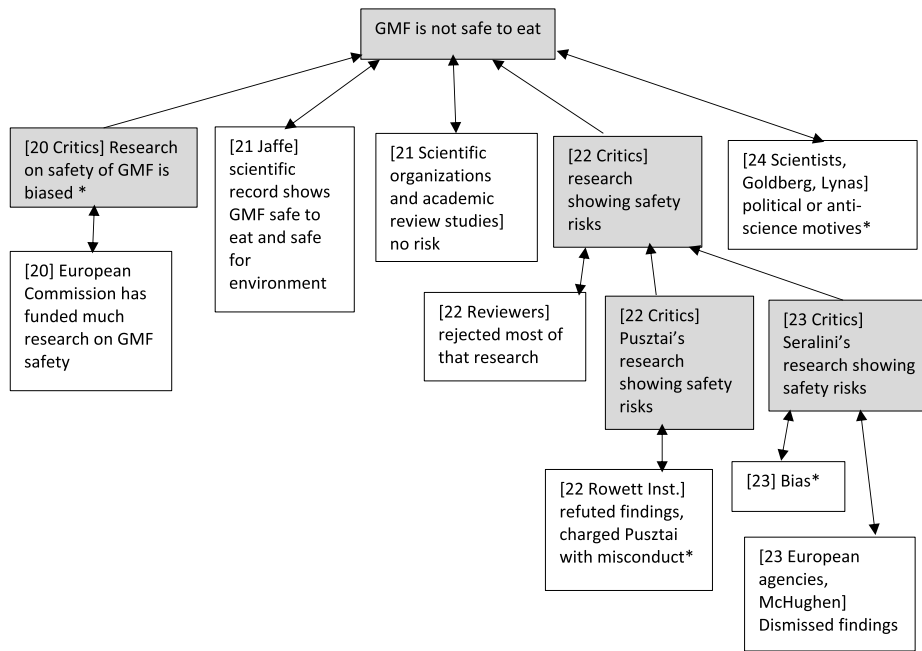 GMF is not safe to eat
[20 Critics] Research
on safety of GMF is
biased *
[21 Jaffe]
scientific
record shows
GMF safe to
eat and safe
for
environment
[21 Scientific
organizations
and academic
review studies]
no risk
[22 Critics]
research
showing safety
risks
[24 Scientists,
Goldberg, Lynas]
political or anti-
science motives*
[20] European
Commission has
funded much
research on GMF
safety
[22 Reviewers]
rejected most of
that research
[22 Critics]
Pusztai’s
research
showing safety
risks
[23 Critics]
Seralini’s
research showing
safety risks
[22 Rowett Inst.]
refuted findings,
charged Pusztai
with misconduct*
[23] Bias*
[23 European
agencies,
McHughen]
Dismissed findings